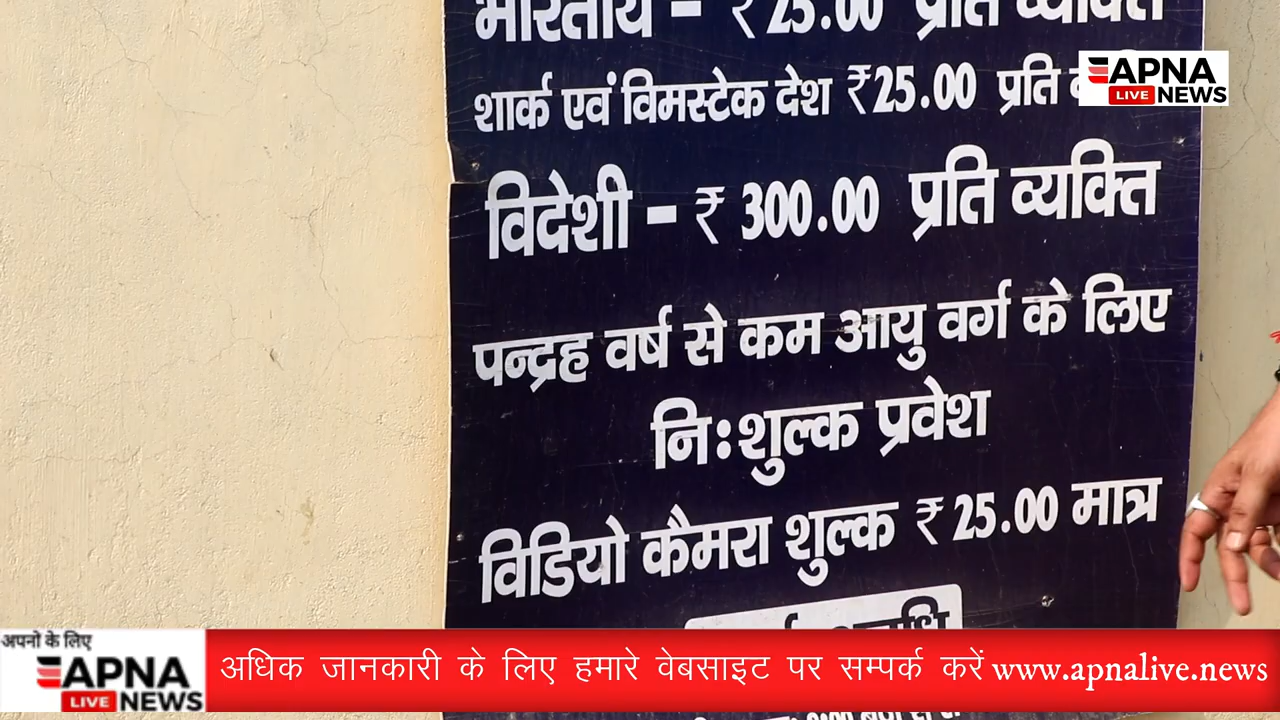 भारतीय - ₹25.00 प्रति व्यक्ति
शार्क एवं विमस्टेक देश ₹25.00 प्रति
APNA
LIVE NEWS
विदेशी - ₹ 300.00 प्रति व्यक्ति
पन्द्रह वर्ष से कम आयु वर्ग के लिए
निःशुल्क प्रवेश
विडियो कैमरा शुल्क ₹25.00 मात्र
अपनों के लिए
APNA
LIVE NEWS
अधिक जानकारी के लिए हमारे वेबसाइट पर सम्पर्क करें www.apnalive.news